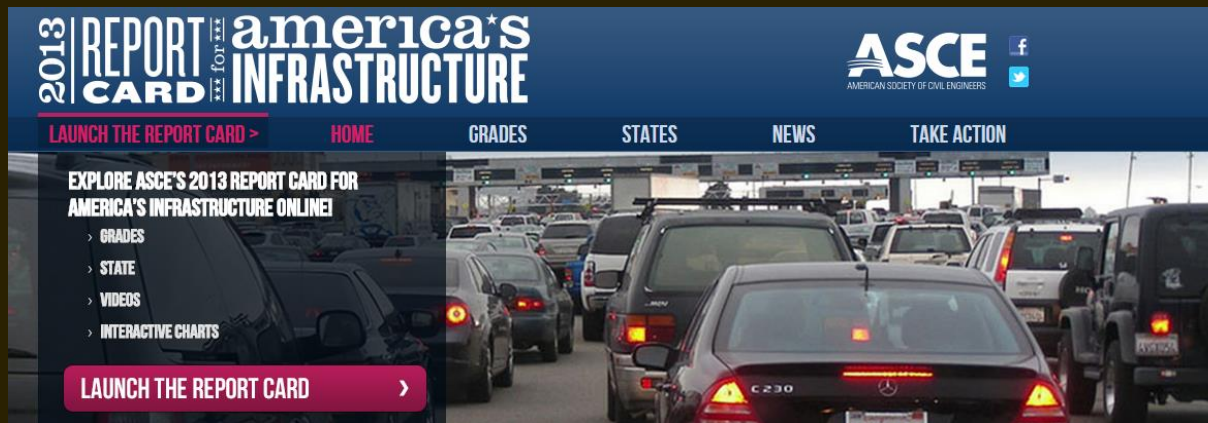 2013 REPORT CARD for america's INFRASTRUCTURE
ASCE
AMERICAN SOCIETY OF CIVIL ENGINEERS
f
LAUNCH THE REPORT CARD >
HOME
GRADES
STATES
NEWS
TAKE ACTION
EXPLORE ASCE'S 2013 REPORT CARD FOR
AMERICA'S INFRASTRUCTURE ONLINE!
› GRADES
› STATE
› VIDEOS
› INTERACTIVE CHARTS
LAUNCH THE REPORT CARD ›
C 230